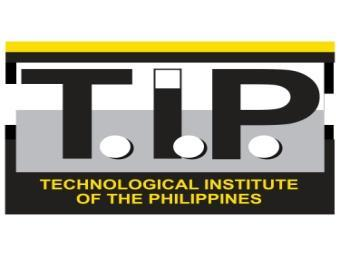 T.I.P.
TECHNOLOGICAL INSTITUTE
OF THE PHILIPPINES